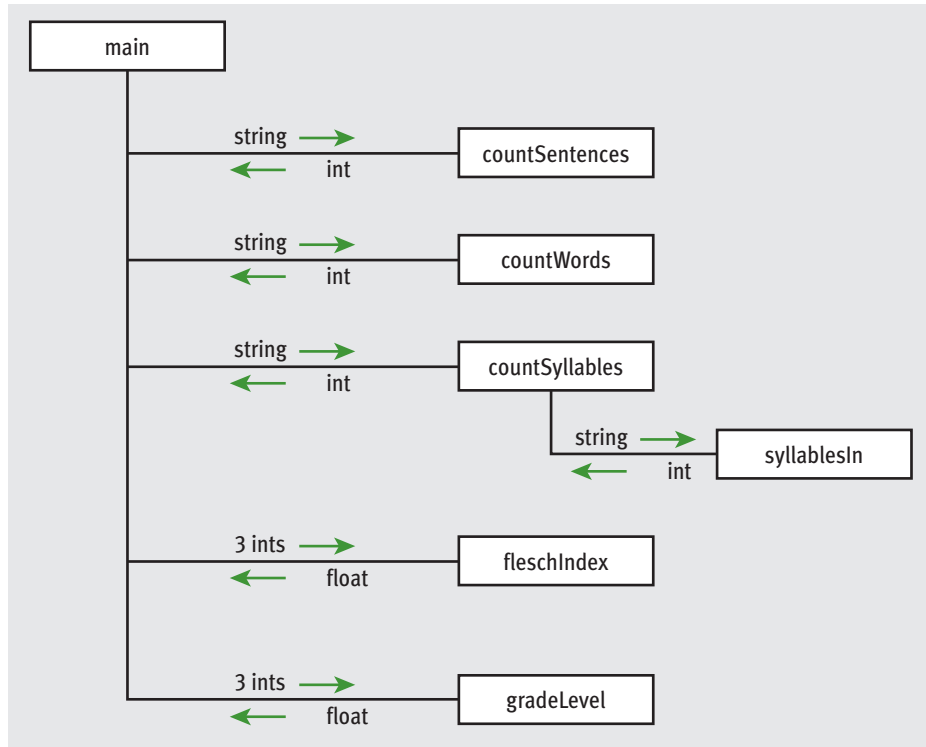 main
string
countSentences
int
string
countWords
int
string
countSyllables
int
string
syllablesIn
int
3 ints
fleschIndex
float
3 ints
gradeLevel
float